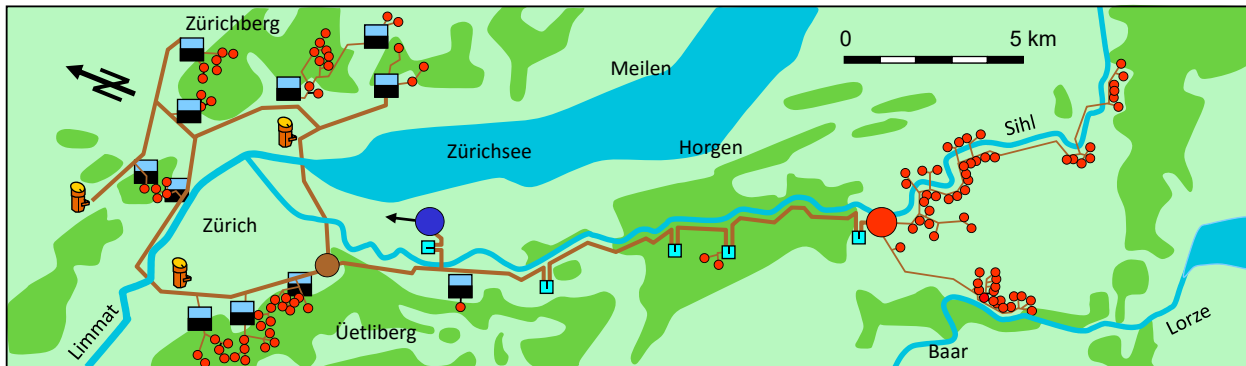 Zürichberg
0 5 km
Meilen
Sihl
Zürichsee
Horgen
Zürich
Limmat
Üetliberg
Baar
Lorze
N